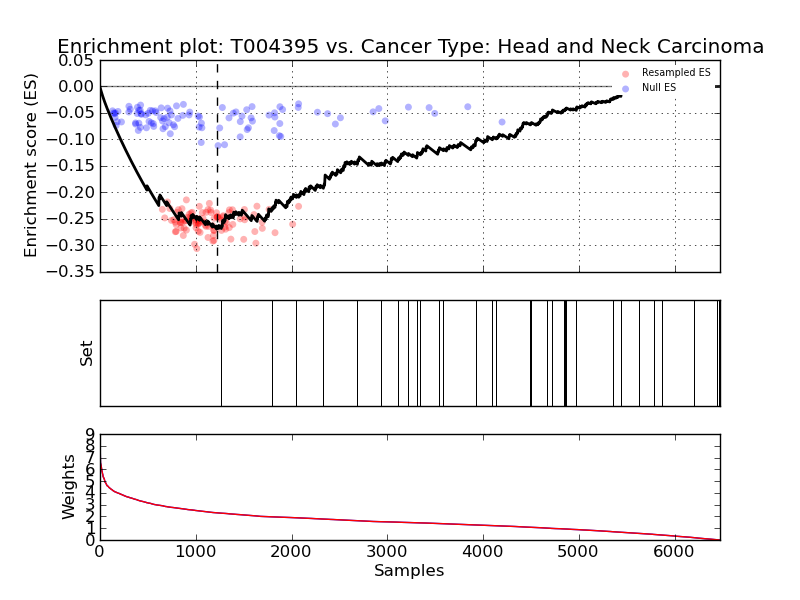 Enrichment plot: T004395 vs. Cancer Type: Head and Neck Carcinoma
0.05
0.00
−0.05
−0.10
−0.15
−0.20
−0.25
−0.30
−0.35
Enrichment score (ES)
Resampled ES
Null ES
Set
9
8
7
6
5
4
3
2
1
0
Weights
0 1000 2000 3000 4000 5000 6000
Samples